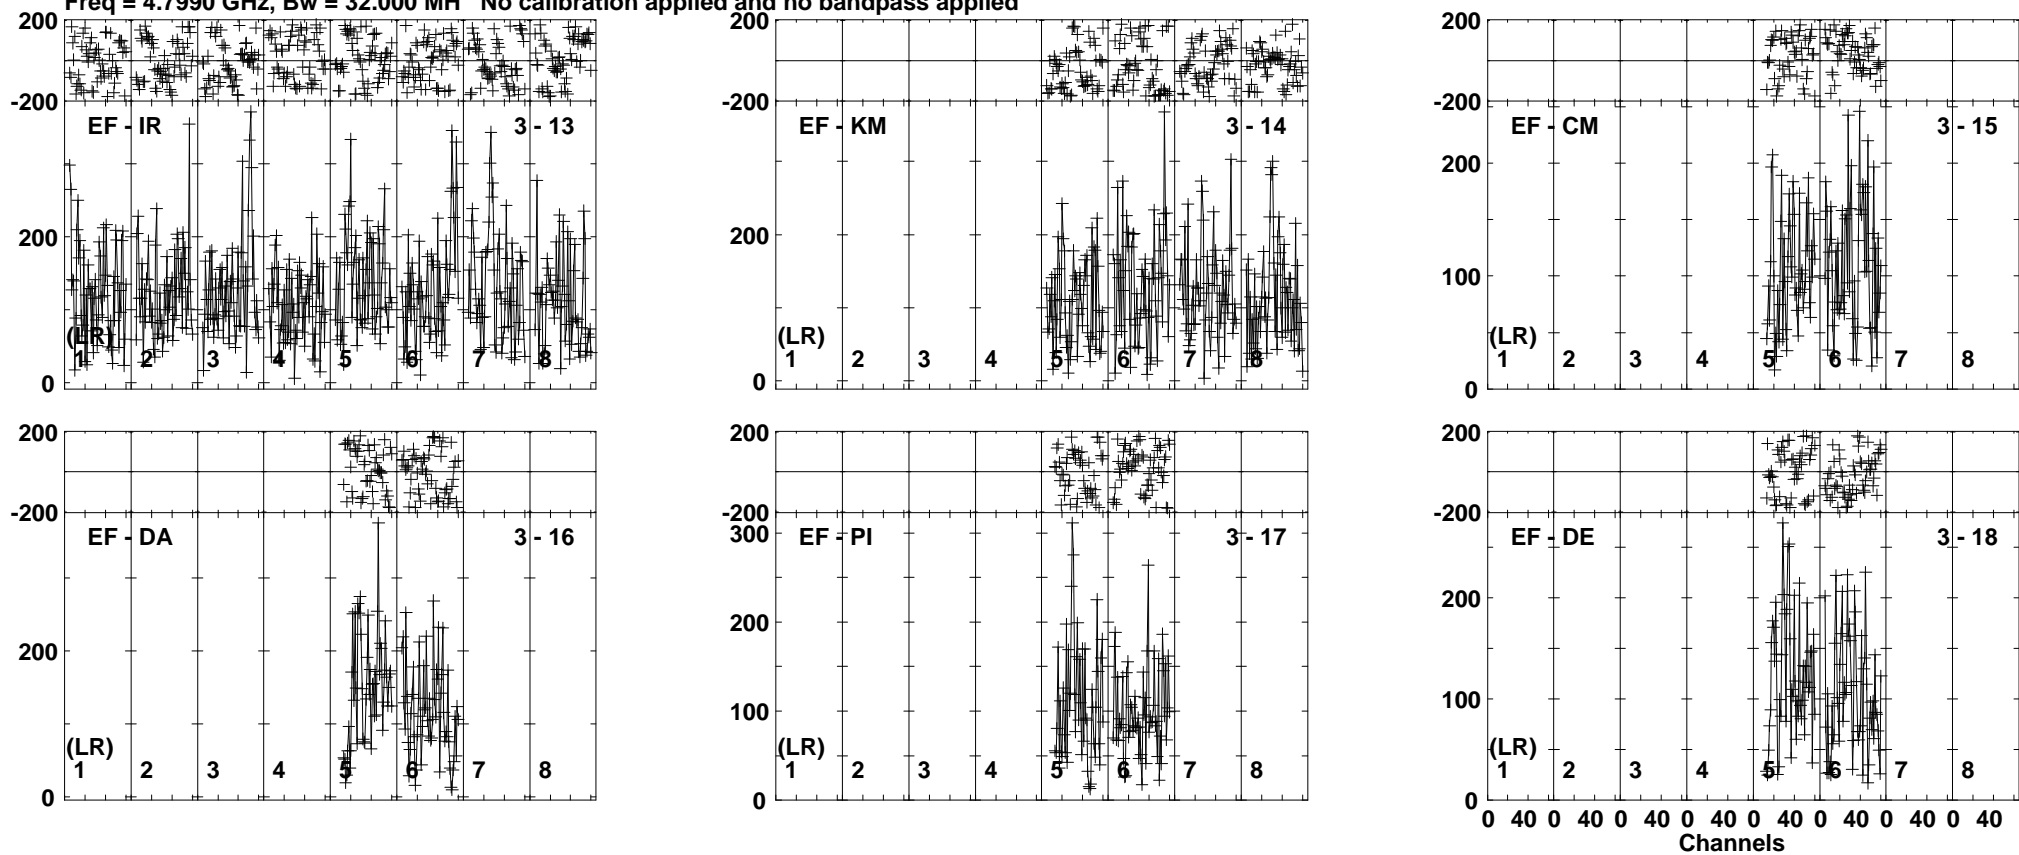 Freq = 4.7990 GHz, Bw = 32.000 MH No calibration applied and no bandpass applied
200
-200
EF - IR 3 - 13
200
0
(LR)
1 2 3 4 5 6 7 8
200
-200
EF - KM 3 - 14
200
0
(LR)
1 2 3 4 5 6 7 8
200
-200
EF - CM 3 - 15
200
100
0
(LR)
1 2 3 4 5 6 7 8
200
-200
EF - DA 3 - 16
200
0
(LR)
1 2 3 4 5 6 7 8
200
-200
300
EF - PI 3 - 17
200
100
0
(LR)
1 2 3 4 5 6 7 8
200
-200
EF - DE 3 - 18
200
100
0
(LR)
1 2 3 4 5 6 7 8
0 40 0 40 0 40 0 40 0 40 0 40 0 40 0 40
Channels